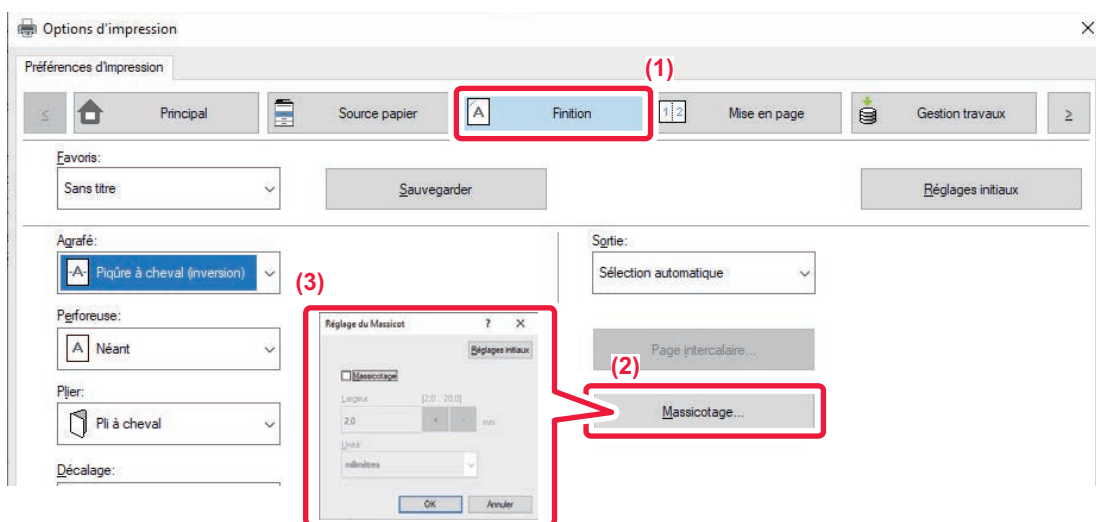 Options d'impression
Préférences d'impression
(1)
≤ Principal Source papier A Finition 1 2 Mise en page Gestion travaux ≥
Favoris:
Sans titre Sauvegarder Réglages initiaux
Agrafé: Sortie:
-A- Piqûre à cheval (inversion) Sélection automatique
(3)
Perforeuse: Réglage du Massicot ? ×
A Néant Réglages initiaux Page intercalaire...
(2)
Massicotage
Plier: Largeur: [2,0 .. 20,0]
Pli à cheval 2,0 + - mm Massicotage...
Unité:
Décalage: millimètres
OK Annuler